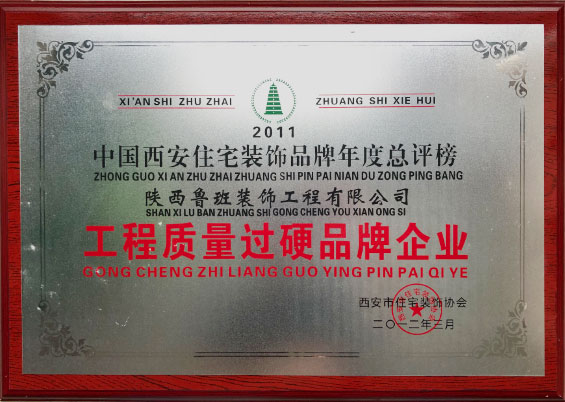 XI'AN SHI ZHU ZHAI ZHUANG SHI XIE HUI
2011
中国西安住宅装饰品牌年度总评榜
ZHONG GUO XI AN ZHU ZHAI ZHUANG SHI PIN PAI NIAN DU ZONG PING BANG
陕西鲁班装饰工程有限公司
SHAN XI LU BAN ZHUANG SHI GONG CHENG YOU XIAN ONG SI
工程质量过硬品牌企业
GONG CHENG ZHI LIANG GUO YING PIN PAI QI YE
西安市住宅装饰协会
二〇一二年三月